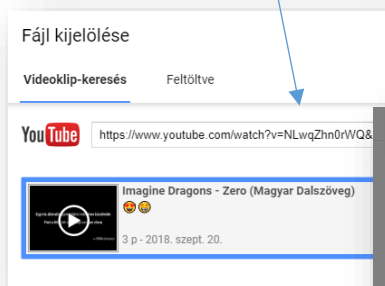 Fájl kijelölése
Videoklip-keresés Feltöltve
YouTube https://www.youtube.com/watch?v=NLwqZhn0rWQ&
Imagine Dragons - Zero (Magyar Dalszöveg)
😍😄
3 p - 2018. szept. 20.